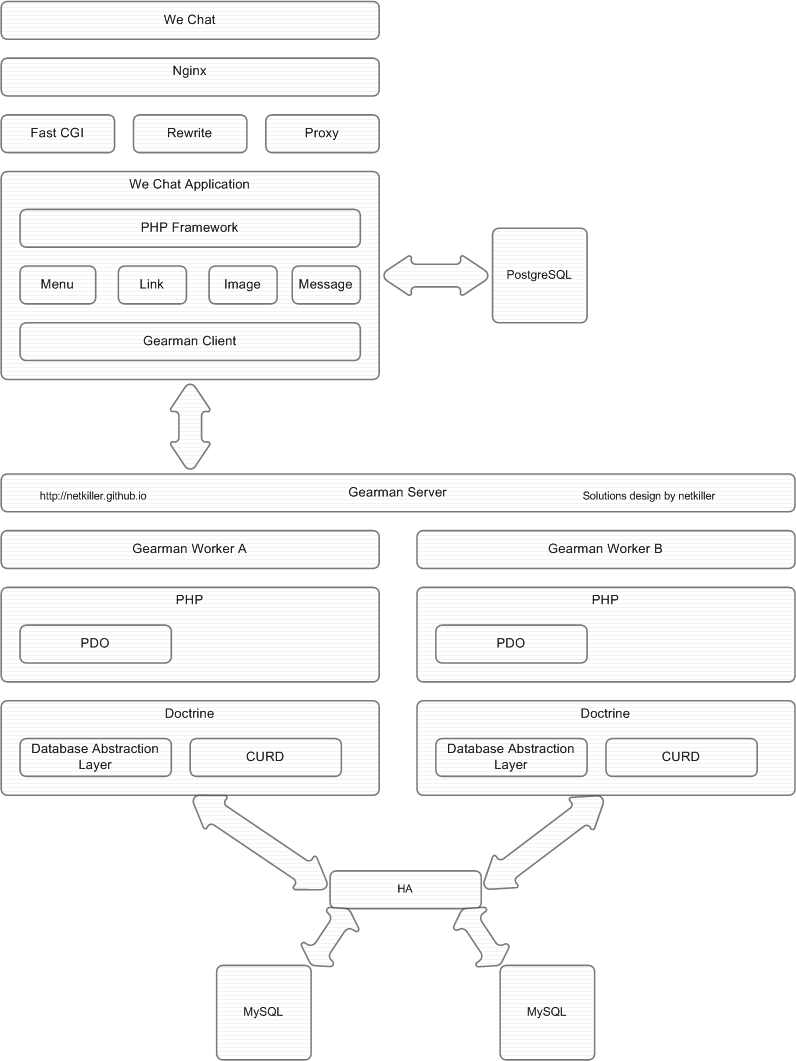 We Chat
Nginx
Fast CGI
Rewrite
Proxy
We Chat Application
PHP Framework
Menu
Link
Image
Message
Gearman Client
PostgreSQL
http://netkiller.github.io
Gearman Server
Solutions design by netkiller
Gearman Worker A
Gearman Worker B
PHP
PDO
PHP
PDO
Doctrine
Database Abstraction
Layer
CURD
Doctrine
Database Abstraction
Layer
CURD
HA
MySQL
MySQL